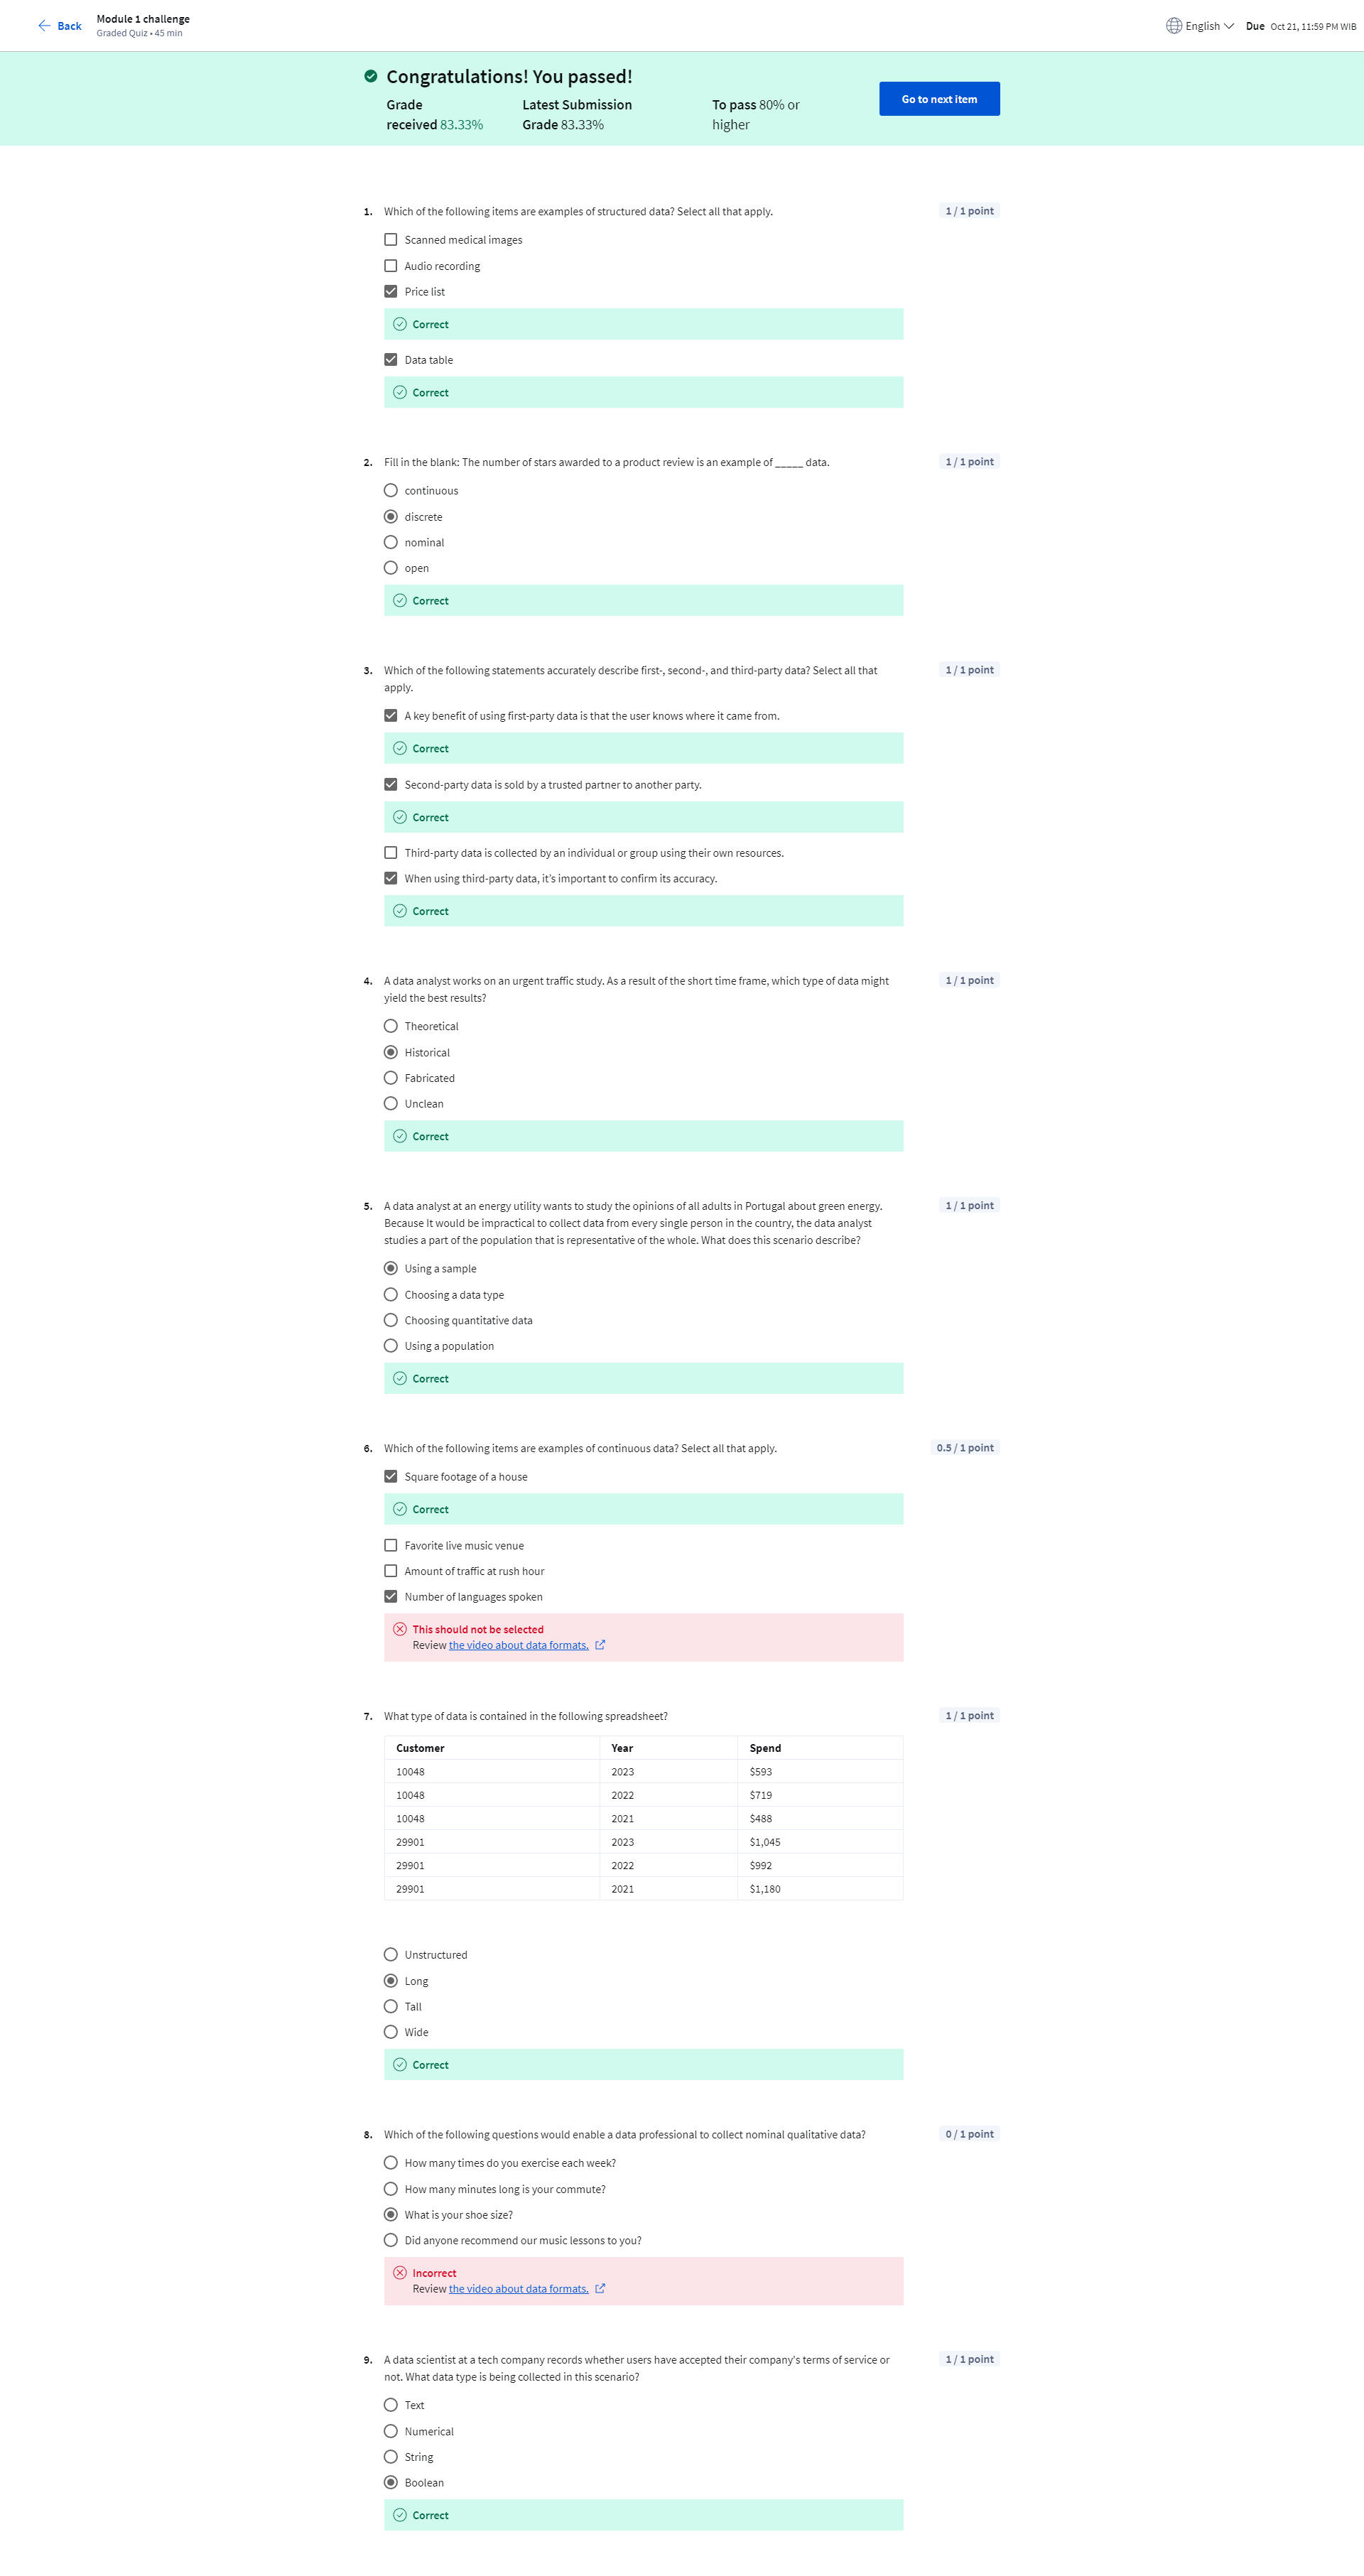 Back
Module 1 challenge
Graded Quiz • 45 min
English
Due Oct 21, 11:59 PM WIB
Congratulations! You passed!
Grade
received 83.33%
Latest Submission
Grade 83.33%
To pass 80% or
higher
Go to next item
1. Which of the following items are examples of structured data? Select all that apply.
1 / 1 point
Scanned medical images
Audio recording
Price list
Correct
Data table
Correct
2. Fill in the blank: The number of stars awarded to a product review is an example of _____ data.
1 / 1 point
continuous
discrete
nominal
open
Correct
3. Which of the following statements accurately describe first-, second-, and third-party data? Select all that
apply.
1 / 1 point
A key benefit of using first-party data is that the user knows where it came from.
Correct
Second-party data is sold by a trusted partner to another party.
Correct
Third-party data is collected by an individual or group using their own resources.
When using third-party data, it's important to confirm its accuracy.
Correct
4. A data analyst works on an urgent traffic study. As a result of the short time frame, which type of data might
yield the best results?
1 / 1 point
Theoretical
Historical
Fabricated
Unclean
Correct
5. A data analyst at an energy utility wants to study the opinions of all adults in Portugal about green energy.
Because It would be impractical to collect data from every single person in the country, the data analyst
studies a part of the population that is representative of the whole. What does this scenario describe?
1 / 1 point
Using a sample
Choosing a data type
Choosing quantitative data
Using a population
Correct
6. Which of the following items are examples of continuous data? Select all that apply.
0.5 / 1 point
Square footage of a house
Correct
Favorite live music venue
Amount of traffic at rush hour
Number of languages spoken
This should not be selected
Review the video about data formats.
7. What type of data is contained in the following spreadsheet?
1 / 1 point
Customer Year Spend
10048 2023 $593
10048 2022 $719
10048 2021 $488
29901 2023 $1,045
29901 2022 $992
29901 2021 $1,180
Unstructured
Long
Tall
Wide
Correct
8. Which of the following questions would enable a data professional to collect nominal qualitative data?
0 / 1 point
How many times do you exercise each week?
How many minutes long is your commute?
What is your shoe size?
Did anyone recommend our music lessons to you?
Incorrect
Review the video about data formats.
9. A data scientist at a tech company records whether users have accepted their company's terms of service or
not. What data type is being collected in this scenario?
1 / 1 point
Text
Numerical
String
Boolean
Correct